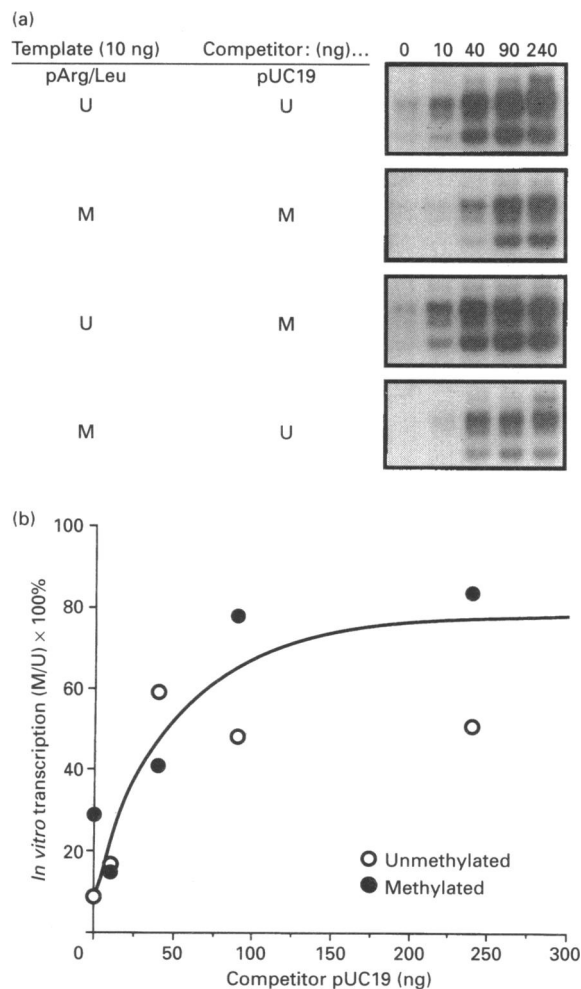 (a)
Template (10 ng) Competitor: (ng)... 0 10 40 90 240
pArg/Leu pUC19
U U
M M
U M
M U
(b)
100
80
60
40
20
0 50 100 150 200 250 300
In vitro transcription (M/U) × 100%
Unmethylated
Methylated
Competitor pUC19 (ng)